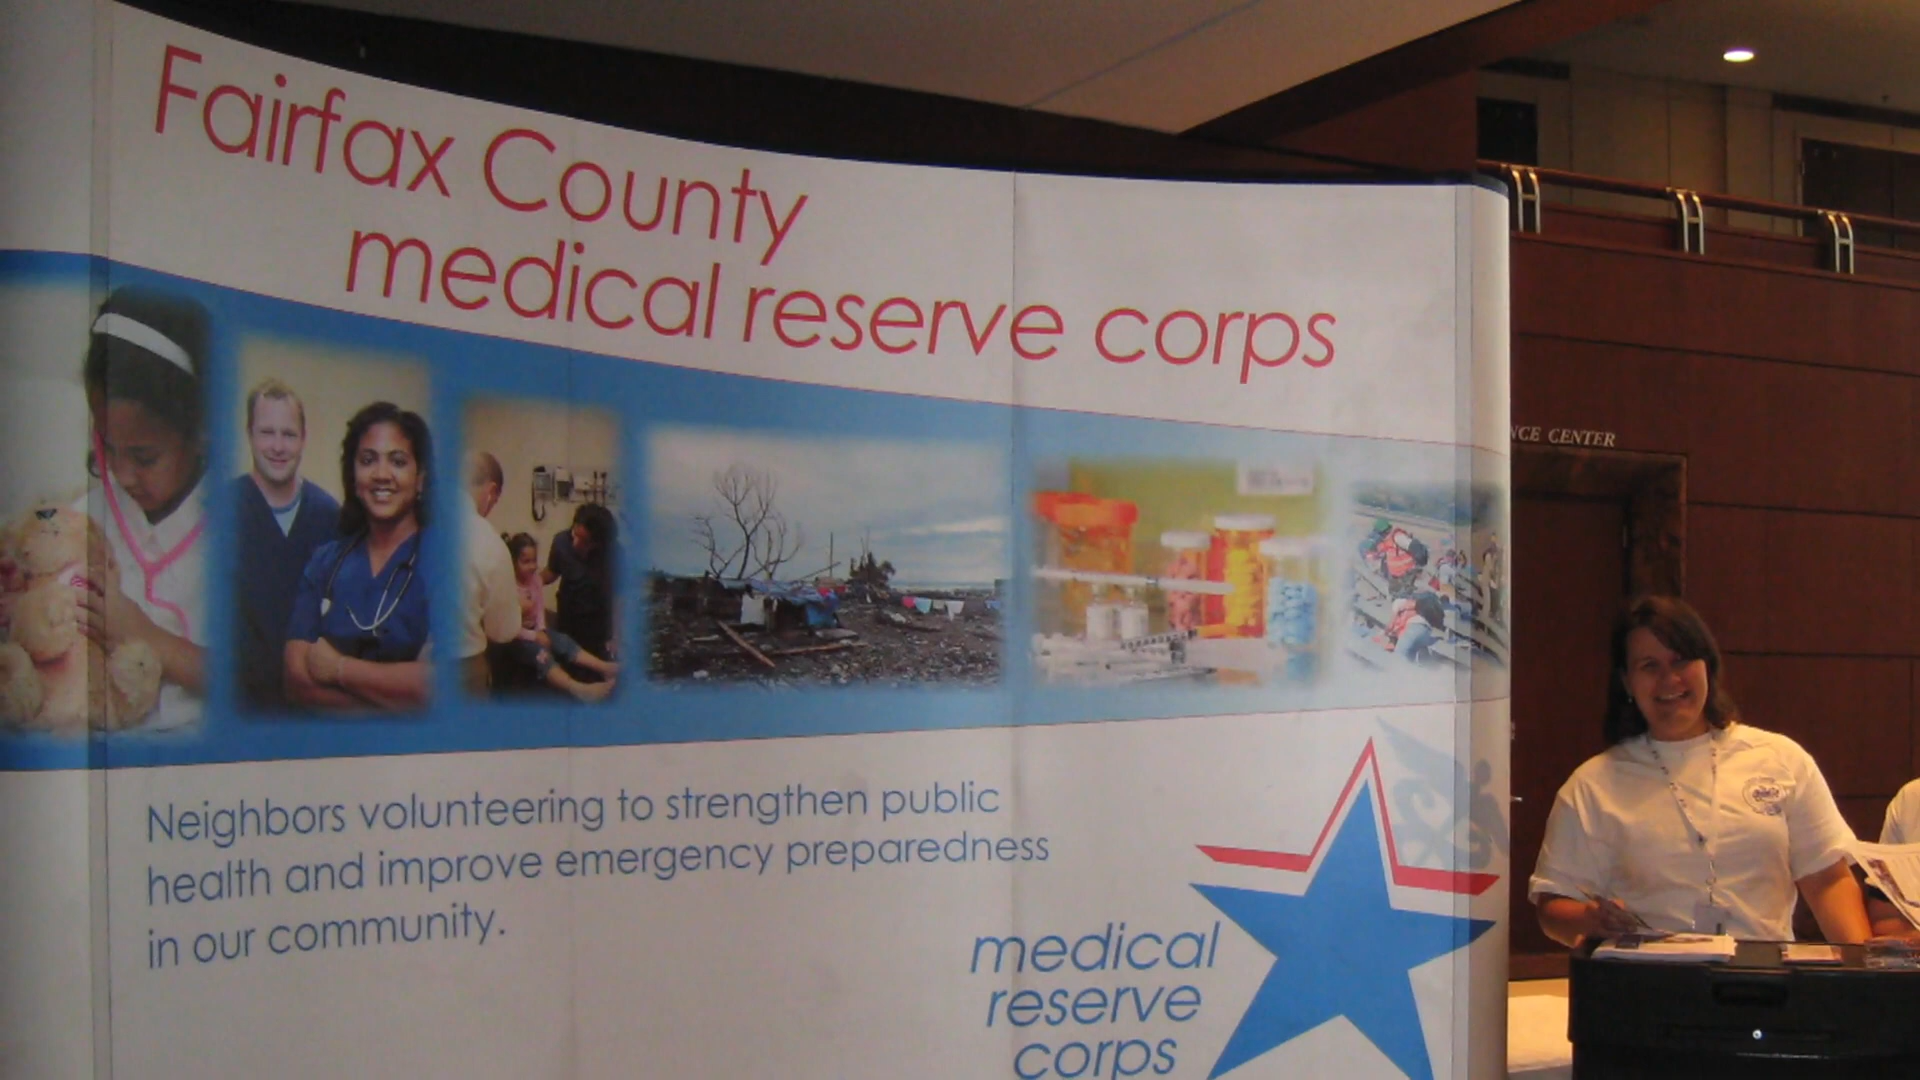 Fairfax County
medical reserve corps
NCE CENTER
Neighbors volunteering to strengthen public
health and improve emergency preparedness
in our community.
medical
reserve
corps